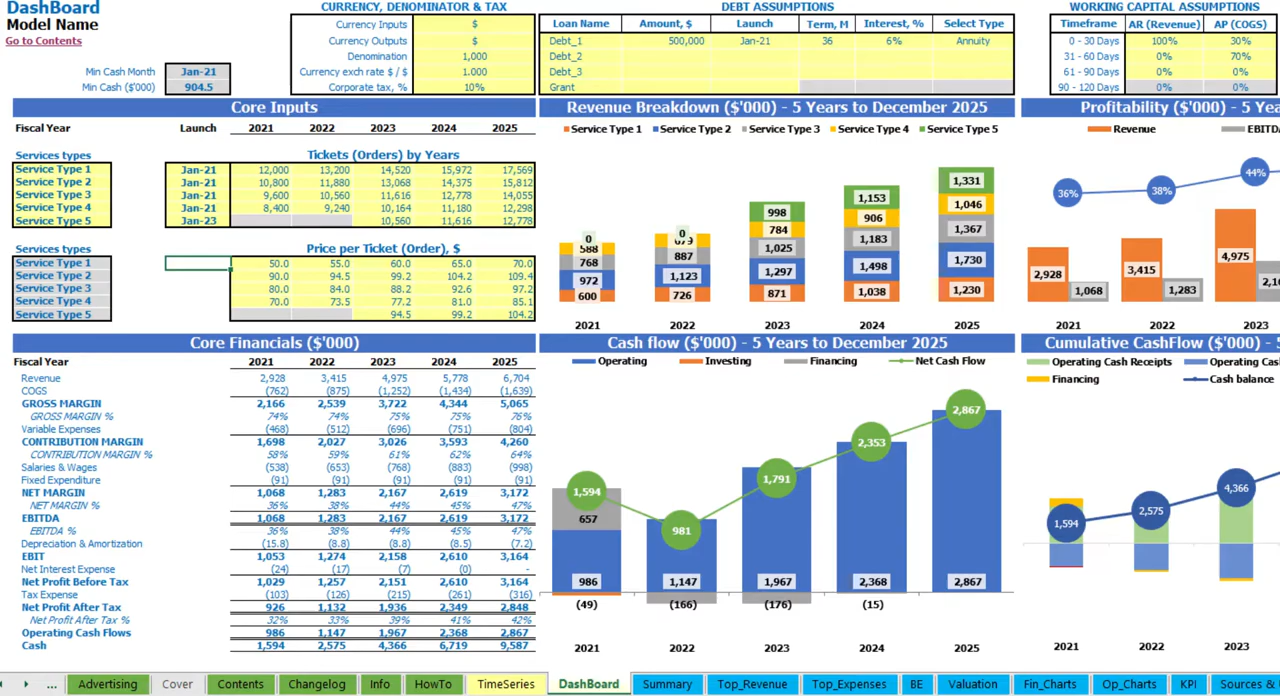 DashBoard
Model Name
Go to Contents
Min Cash Month Jan-21
Min Cash ($'000) 904.5
CURRENCY, DENOMINATOR & TAX
Currency Inputs $
Currency Outputs $
Denomination 1,000
Currency exch rate $ / $ 1.000
Corporate tax, % 10%
DEBT ASSUMPTIONS
Loan Name Amount, $ Launch Term, M Interest, % Select Type
Debt_1 500,000 Jan-21 36 6% Annuity
Debt_2
Debt_3
Grant
WORKING CAPITAL ASSUMPTIONS
Timeframe AR (Revenue) AP (COGS)
0 - 30 Days 100% 30%
31 - 60 Days 0% 70%
61 - 90 Days 0% 0%
90 - 120 Days 0% 0%
Core Inputs
Fiscal Year Launch 2021 2022 2023 2024 2025
Services types Tickets (Orders) by Years
Service Type 1 Jan-21 12,000 13,200 14,520 15,972 17,569
Service Type 2 Jan-21 10,800 11,880 13,068 14,375 15,812
Service Type 3 Jan-21 9,600 10,560 11,616 12,778 14,055
Service Type 4 Jan-21 8,400 9,240 10,164 11,180 12,298
Service Type 5 Jan-23 10,560 11,616 12,778
Services types Price per Ticket (Order), $
Service Type 1 50.0 55.0 60.0 65.0 70.0
Service Type 2 90.0 94.5 99.2 104.2 109.4
Service Type 3 80.0 84.0 88.2 92.6 97.2
Service Type 4 70.0 73.5 77.2 81.0 85.1
Service Type 5 94.5 99.2 104.2
Revenue Breakdown ($'000) - 5 Years to December 2025
Service Type 1 Service Type 2 Service Type 3 Service Type 4 Service Type 5
0 588 768 972 600
0 679 887 1,123 726
998 784 1,025 1,297 871
1,153 906 1,183 1,498 1,038
1,331 1,046 1,367 1,730 1,230
2021 2022 2023 2024 2025
Profitability ($'000) - 5 Yea
Revenue EBITD
36% 38% 44%
2,928 1,068 3,415 1,283 4,975 2,16
2021 2022 2023
Core Financials ($'000)
Fiscal Year 2021 2022 2023 2024 2025
Revenue 2,928 3,415 4,975 5,778 6,704
COGS (762) (875) (1,252) (1,434) (1,639)
GROSS MARGIN 2,166 2,539 3,722 4,344 5,065
GROSS MARGIN % 74% 74% 75% 75% 76%
Variable Expenses (468) (512) (696) (751) (804)
CONTRIBUTION MARGIN 1,698 2,027 3,026 3,593 4,260
CONTRIBUTION MARGIN % 58% 59% 61% 62% 64%
Salaries & Wages (538) (653) (768) (883) (998)
Fixed Expenditure (91) (91) (91) (91) (91)
NET MARGIN 1,068 1,283 2,167 2,619 3,172
NET MARGIN % 36% 38% 44% 45% 47%
EBITDA 1,068 1,283 2,167 2,619 3,172
EBITDA % 36% 38% 44% 45% 47%
Depreciation & Amortization (15.8) (8.8) (8.8) (8.5) (7.2)
EBIT 1,053 1,274 2,158 2,610 3,164
Net Interest Expense (24) (17) (7) (0) -
Net Profit Before Tax 1,029 1,257 2,151 2,610 3,164
Tax Expense (103) (126) (215) (261) (316)
Net Profit After Tax 926 1,132 1,936 2,349 2,848
Net Profit After Tax % 32% 33% 39% 41% 42%
Operating Cash Flows 986 1,147 1,967 2,368 2,867
Cash 1,594 2,575 4,366 6,719 9,587
Cash flow ($'000) - 5 Years to December 2025
Operating Investing Financing Net Cash Flow
1,594 981 1,791 2,353 2,867
657
986 1,147 1,967 2,368 2,867
(49) (166) (176) (15)
2021 2022 2023 2024 2025
Cumulative CashFlow ($'000) - 5
Operating Cash Receipts Operating Cas
Financing Cash balance
1,594 2,575 4,366
2021 2022 2023
... Advertising Cover Contents Changelog Info HowTo TimeSeries DashBoard Summary Top_Revenue Top_Expenses BE Valuation Fin_Charts Op_Charts KPI Sources &